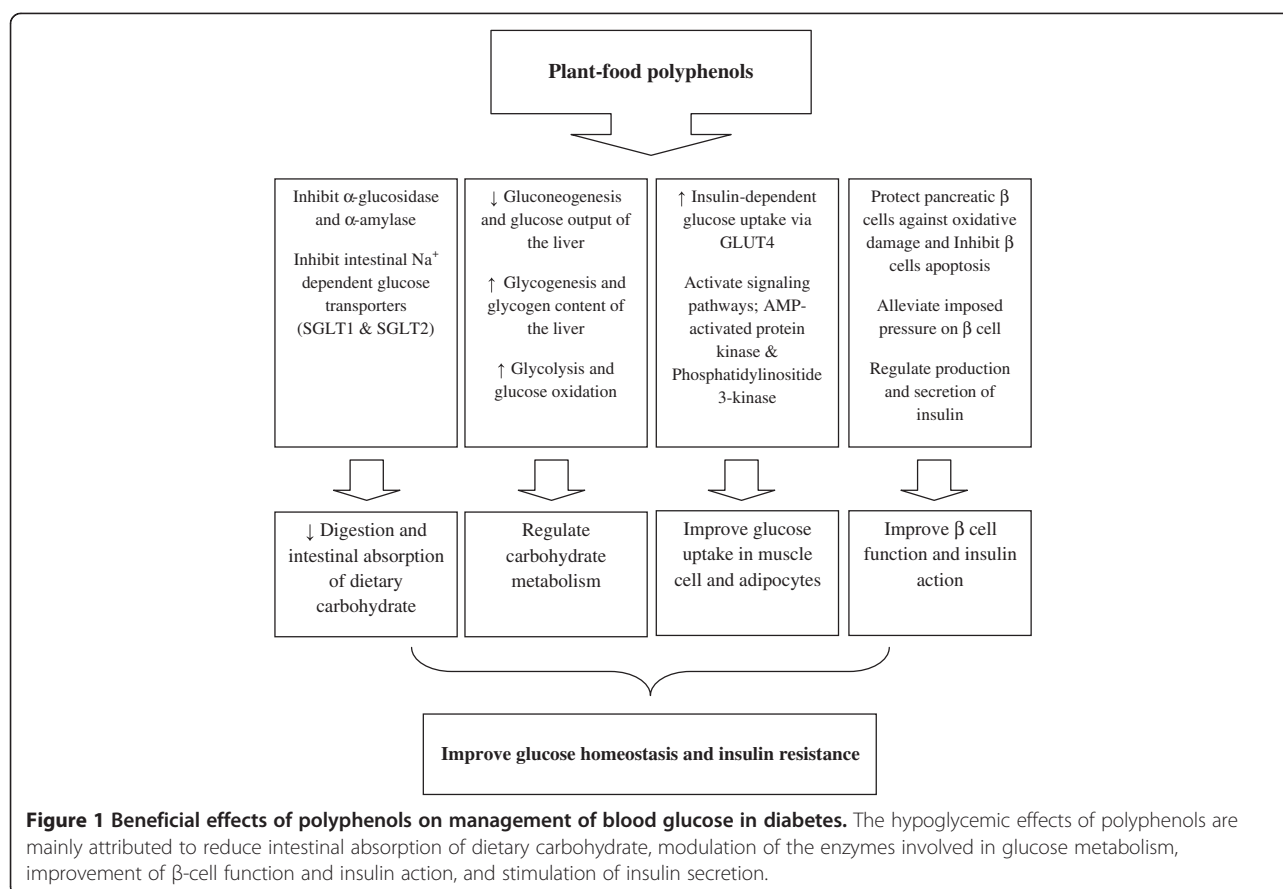 Plant-food polyphenols
Inhibit α-glucosidase
and α-amylase
Inhibit intestinal Na⁺
dependent glucose
transporters
(SGLT1 & SGLT2)
↓ Gluconeogenesis
and glucose output of
the liver
↑ Glycogenesis and
glycogen content of
the liver
↑ Glycolysis and
glucose oxidation
↑ Insulin-dependent
glucose uptake via
GLUT4
Activate signaling
pathways; AMP-
activated protein
kinase &
Phosphatidylinositide
3-kinase
Protect pancreatic β
cells against oxidative
damage and Inhibit β
cells apoptosis
Alleviate imposed
pressure on β cell
Regulate production
and secretion of
insulin
↓ Digestion and
intestinal absorption
of dietary
carbohydrate
Regulate
carbohydrate
metabolism
Improve glucose
uptake in muscle
cell and adipocytes
Improve β cell
function and insulin
action
Improve glucose homeostasis and insulin resistance
Figure 1 Beneficial effects of polyphenols on management of blood glucose in diabetes. The hypoglycemic effects of polyphenols are
mainly attributed to reduce intestinal absorption of dietary carbohydrate, modulation of the enzymes involved in glucose metabolism,
improvement of β-cell function and insulin action, and stimulation of insulin secretion.